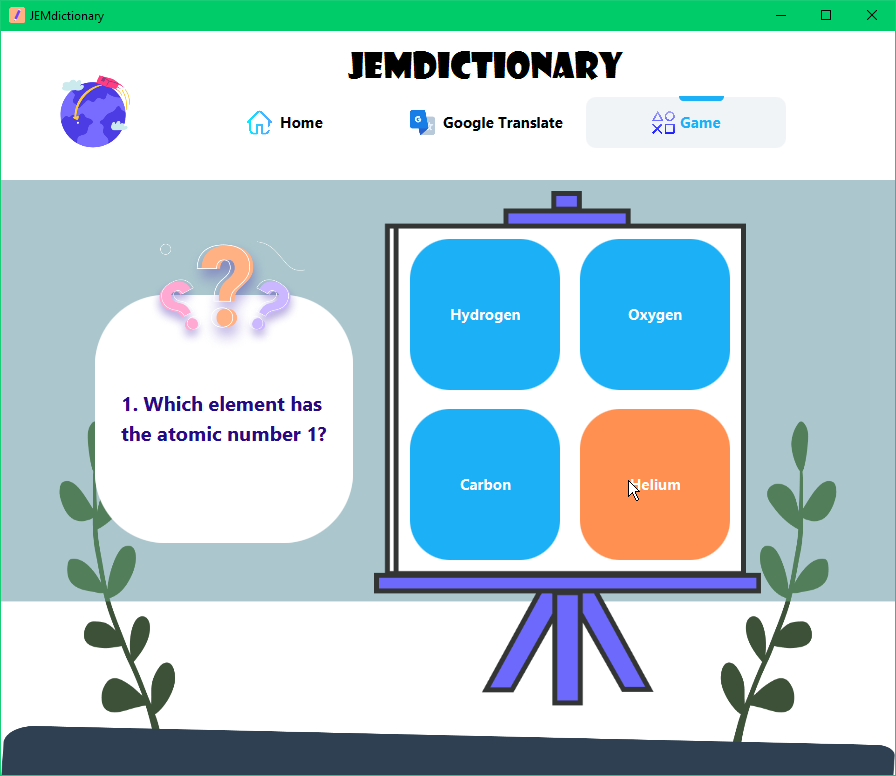 JEMdictionary
JEMDICTIONARY
Home
Google Translate
Game
1. Which element has
the atomic number 1?
Hydrogen
Oxygen
Carbon
Helium